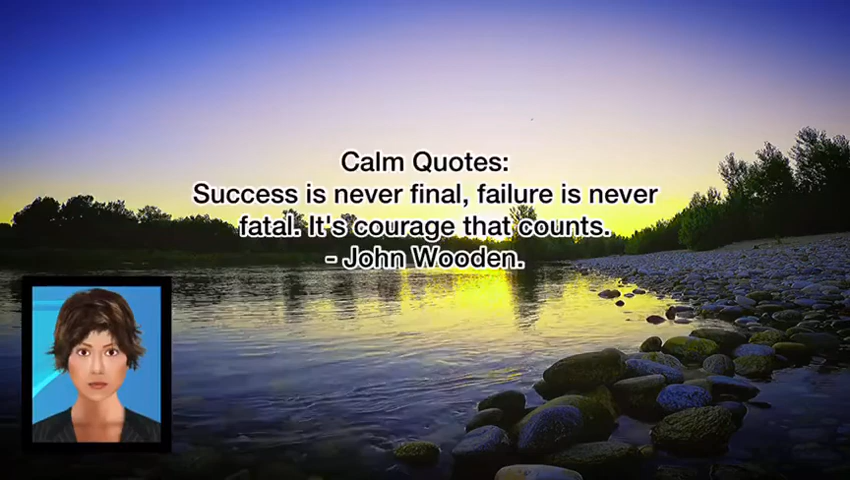 Calm Quotes:
Success is never final, failure is never
fatal. It's courage that counts.
- John Wooden.